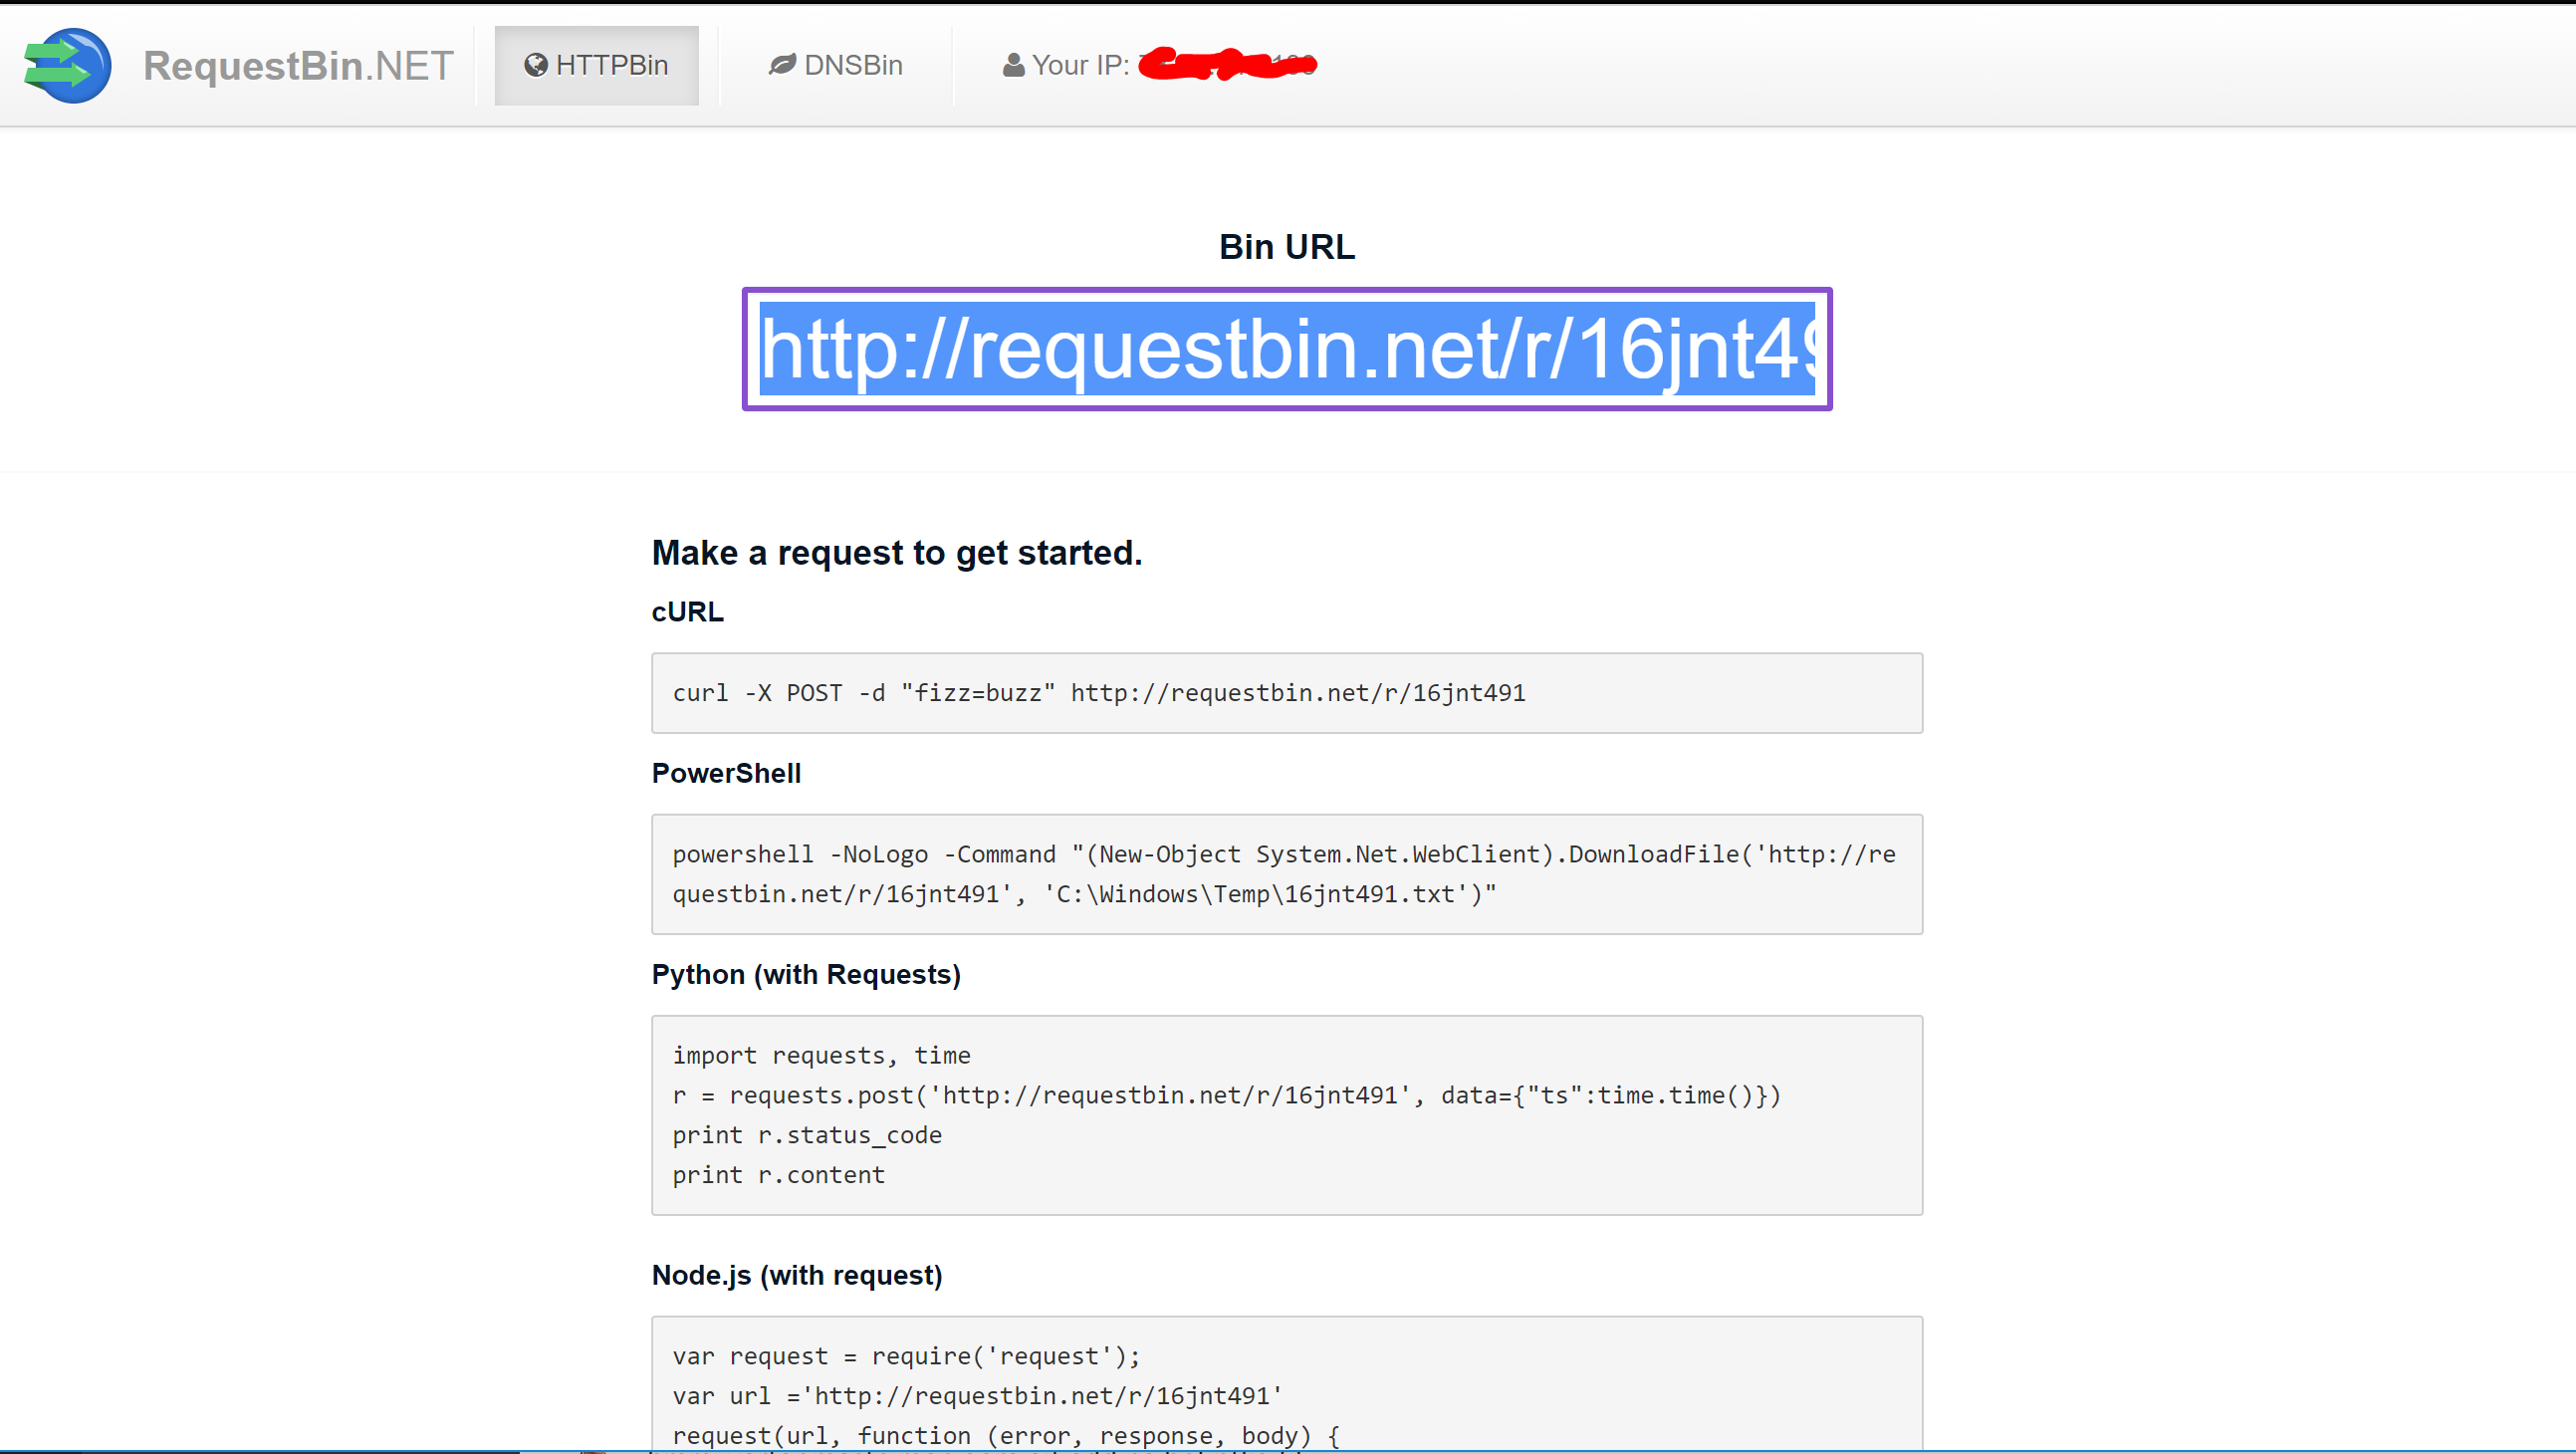 RequestBin.NET HTTPBin DNSBin Your IP:
Bin URL
http://requestbin.net/r/16jnt49
Make a request to get started.
cURL
curl -X POST -d "fizz=buzz" http://requestbin.net/r/16jnt491
PowerShell
powershell -NoLogo -Command "(New-Object System.Net.WebClient).DownloadFile('http://re
questbin.net/r/16jnt491', 'C:\Windows\Temp\16jnt491.txt')"
Python (with Requests)
import requests, time
r = requests.post('http://requestbin.net/r/16jnt491', data={"ts":time.time()})
print r.status_code
print r.content
Node.js (with request)
var request = require('request');
var url ='http://requestbin.net/r/16jnt491'
request(url, function (error, response, body) {